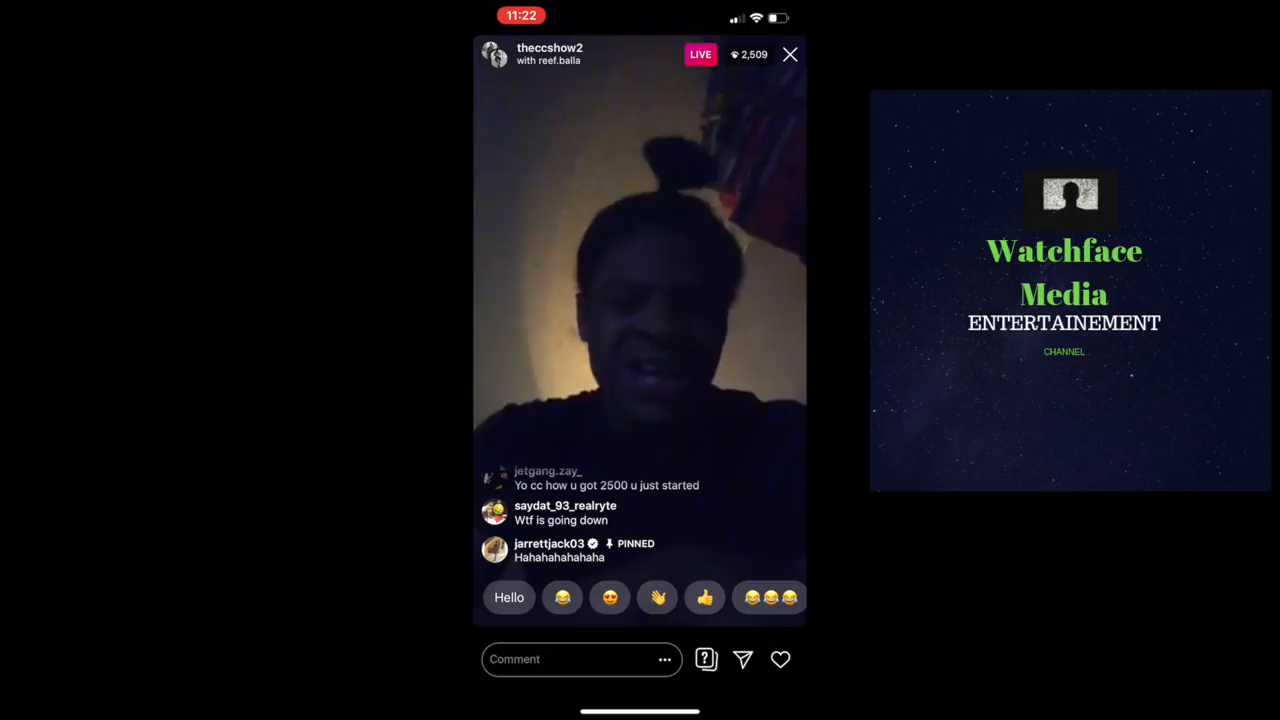 11:22
theccshow2
with reef.balla
LIVE
2,509
jetgang.zay_
Yo cc how u got 2500 u just started
saydat_93_realryte
Wtf is going down
jarrettjack03 PINNED
Hahahahahahaha
Hello
Comment
Watchface
Media
ENTERTAINEMENT
CHANNEL